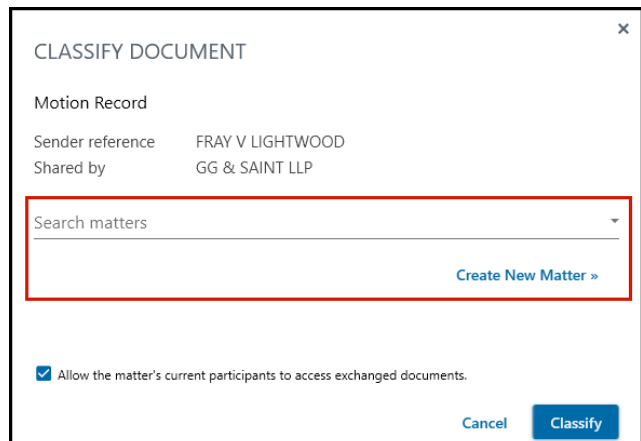 CLASSIFY DOCUMENT
Motion Record
Sender reference FRAY V LIGHTWOOD
Shared by GG & SAINT LLP
Search matters
Create New Matter »
Allow the matter's current participants to access exchanged documents.
Cancel Classify